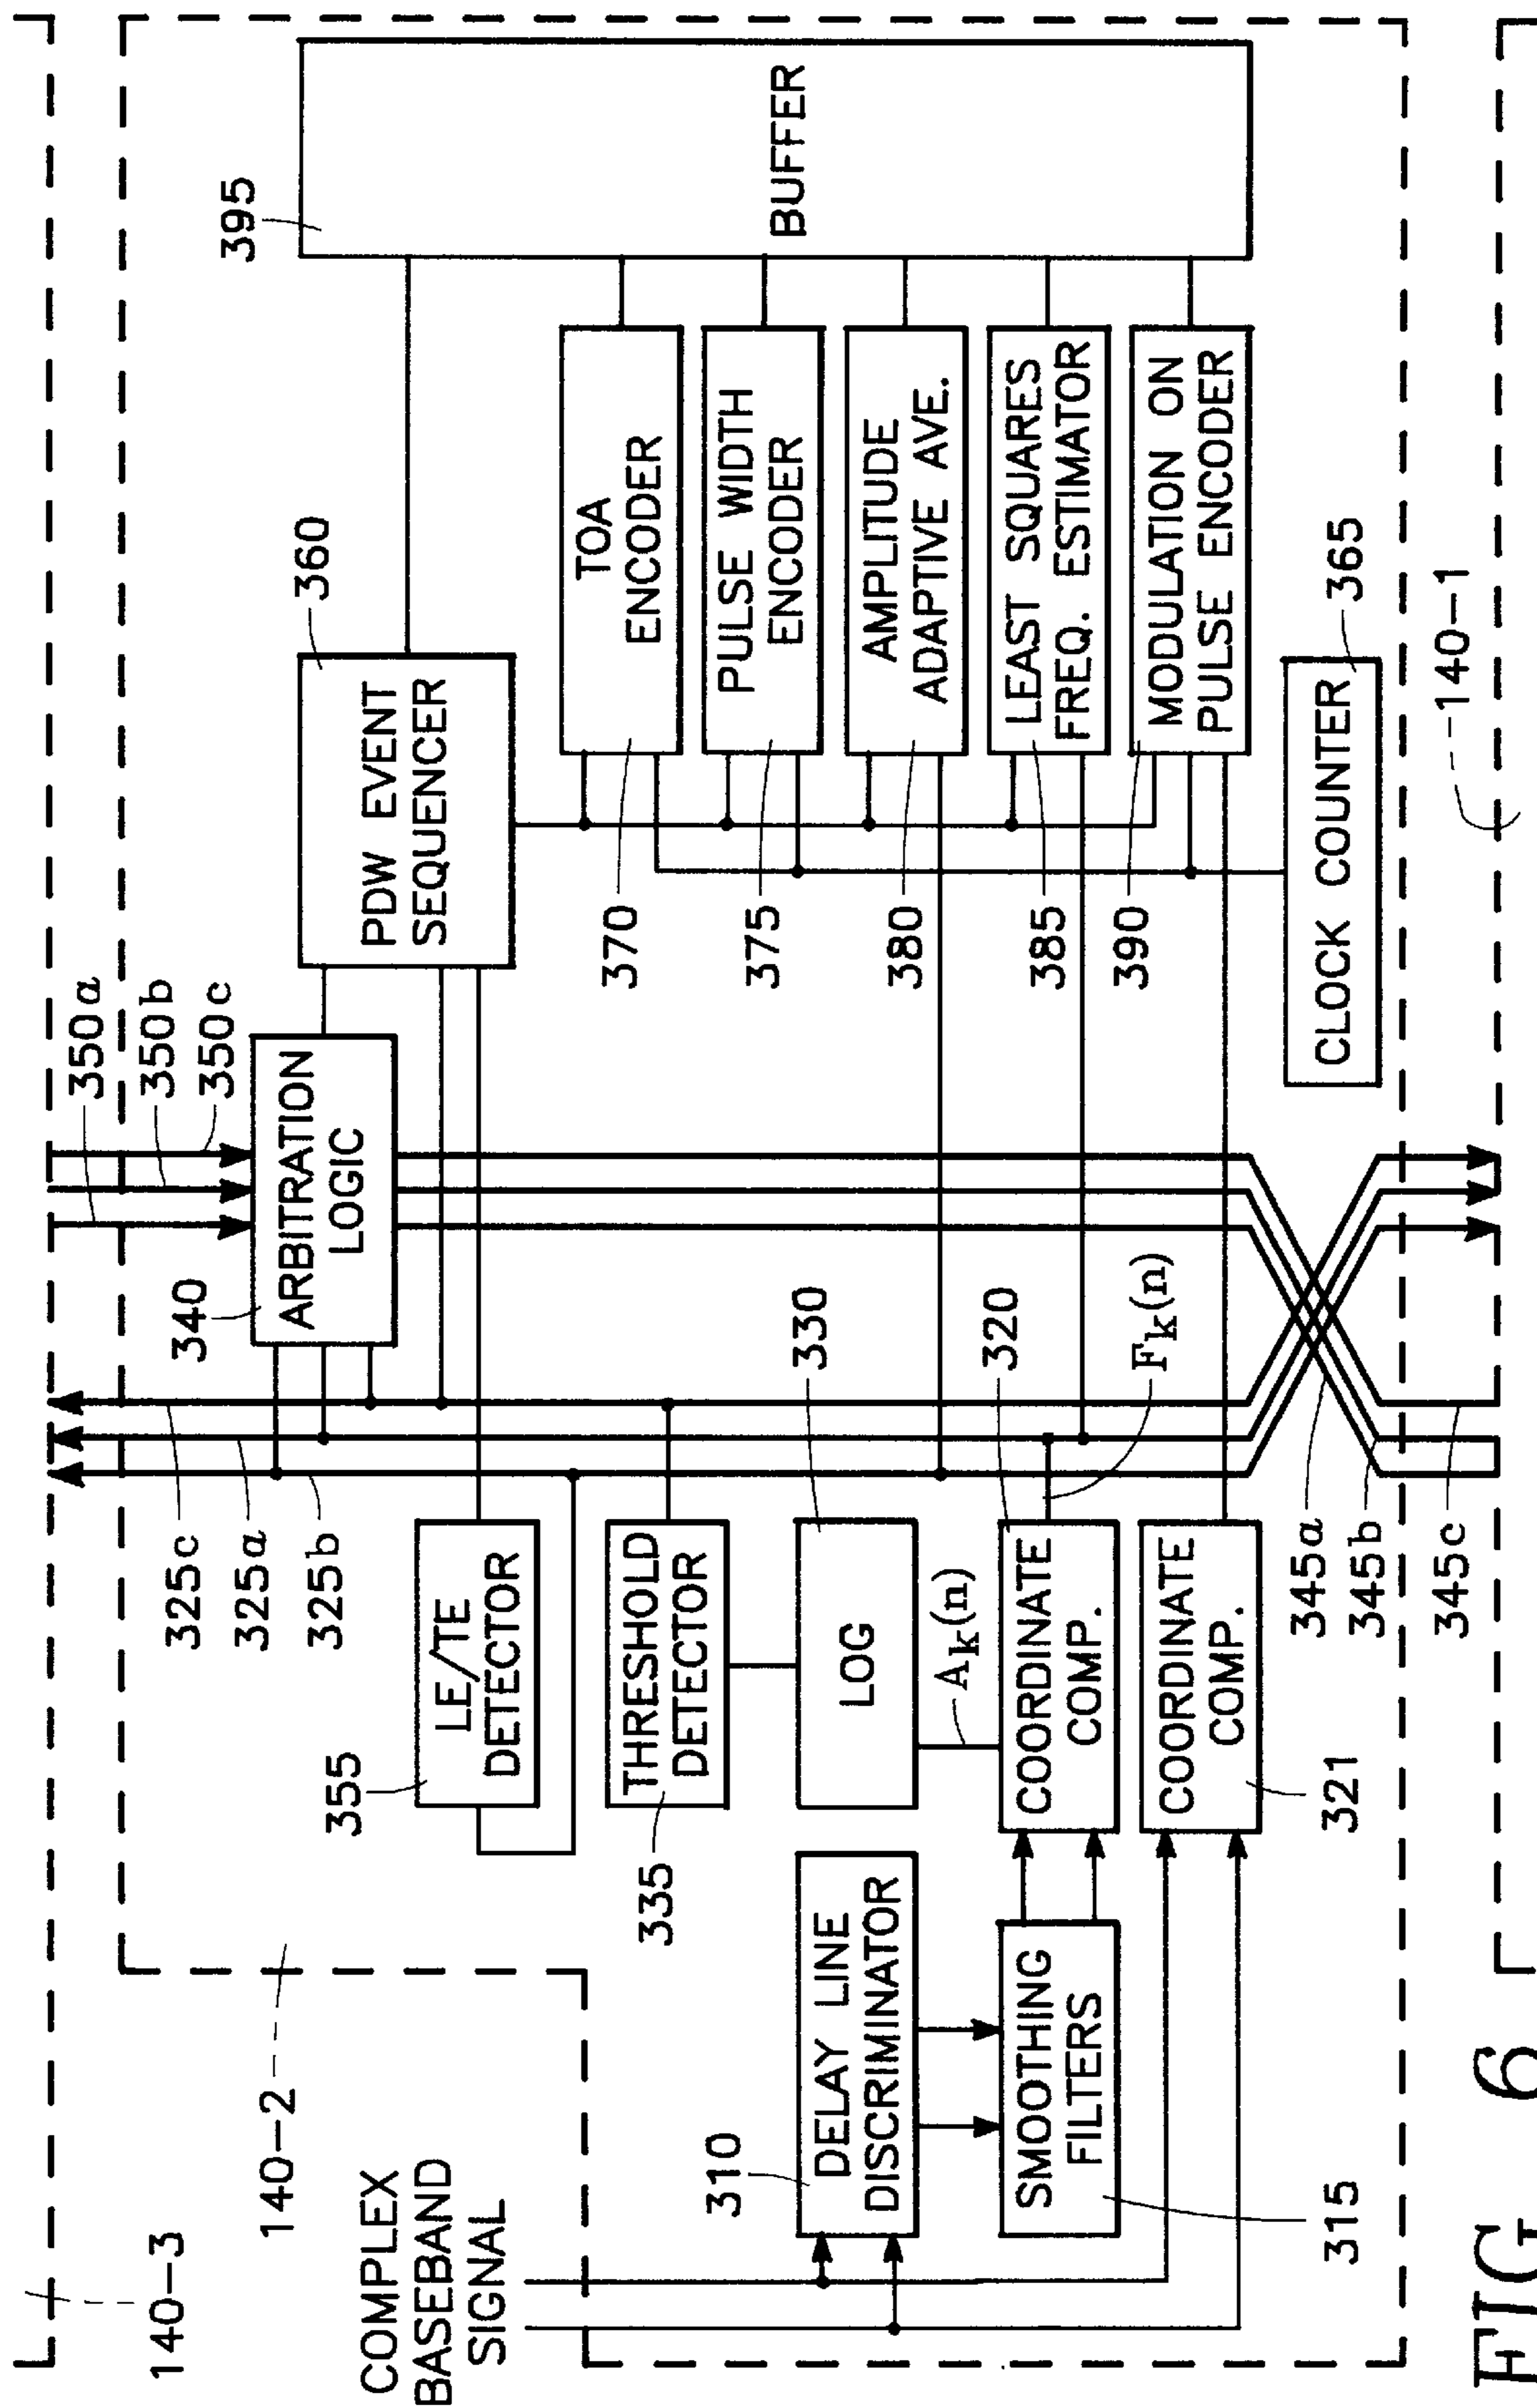 140-3
140-2
COMPLEX
BASEBAND
SIGNAL
325c
325a
325b
350a
350b
350c
340
ARBITRATION
LOGIC
360
PDW EVENT
SEQUENCER
395
BUFFER
355
LE/TE
DETECTOR
335
THRESHOLD
DETECTOR
330
LOG
310
DELAY LINE
DISCRIMINATOR
315
SMOOTHING
FILTERS
Ak(n)
320
COORDINATE
COMP.
Fk(n)
321
COORDINATE
COMP.
370
TOA
ENCODER
375
PULSE WIDTH
ENCODER
380
AMPLITUDE
ADAPTIVE AVE.
385
LEAST SQUARES
FREQ. ESTIMATOR
390
MODULATION ON
PULSE ENCODER
365
CLOCK COUNTER
345a
345b
345c
140-1
FIG 6